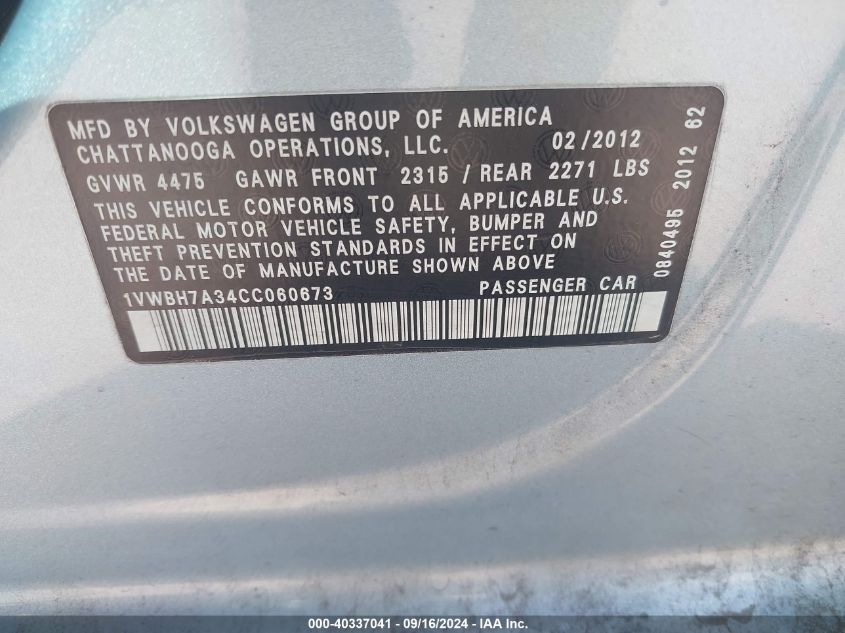 MFD BY VOLKSWAGEN GROUP OF AMERICA
CHATTANOOGA OPERATIONS, LLC. 02/2012
GVWR 4475 GAWR FRONT 2315 / REAR 2271 LBS
THIS VEHICLE CONFORMS TO ALL APPLICABLE U.S.
FEDERAL MOTOR VEHICLE SAFETY, BUMPER AND
THEFT PREVENTION STANDARDS IN EFFECT ON
THE DATE OF MANUFACTURE SHOWN ABOVE
1VWBH7A34CC060673 PASSENGER CAR
0840495 2012 62
000-40337041 - 09/16/2024 - IAA Inc.